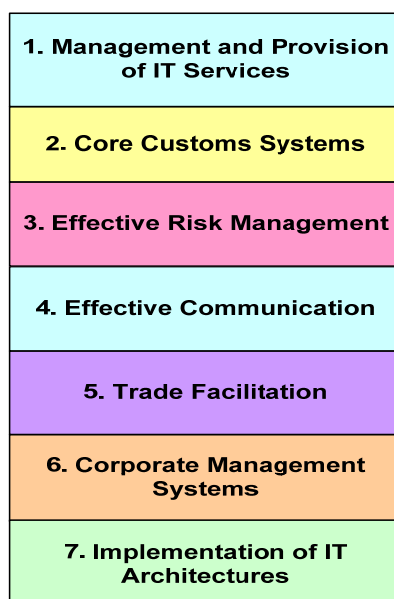 1. Management and Provision
of IT Services
2. Core Customs Systems
3. Effective Risk Management
4. Effective Communication
5. Trade Facilitation
6. Corporate Management
Systems
7. Implementation of IT
Architectures